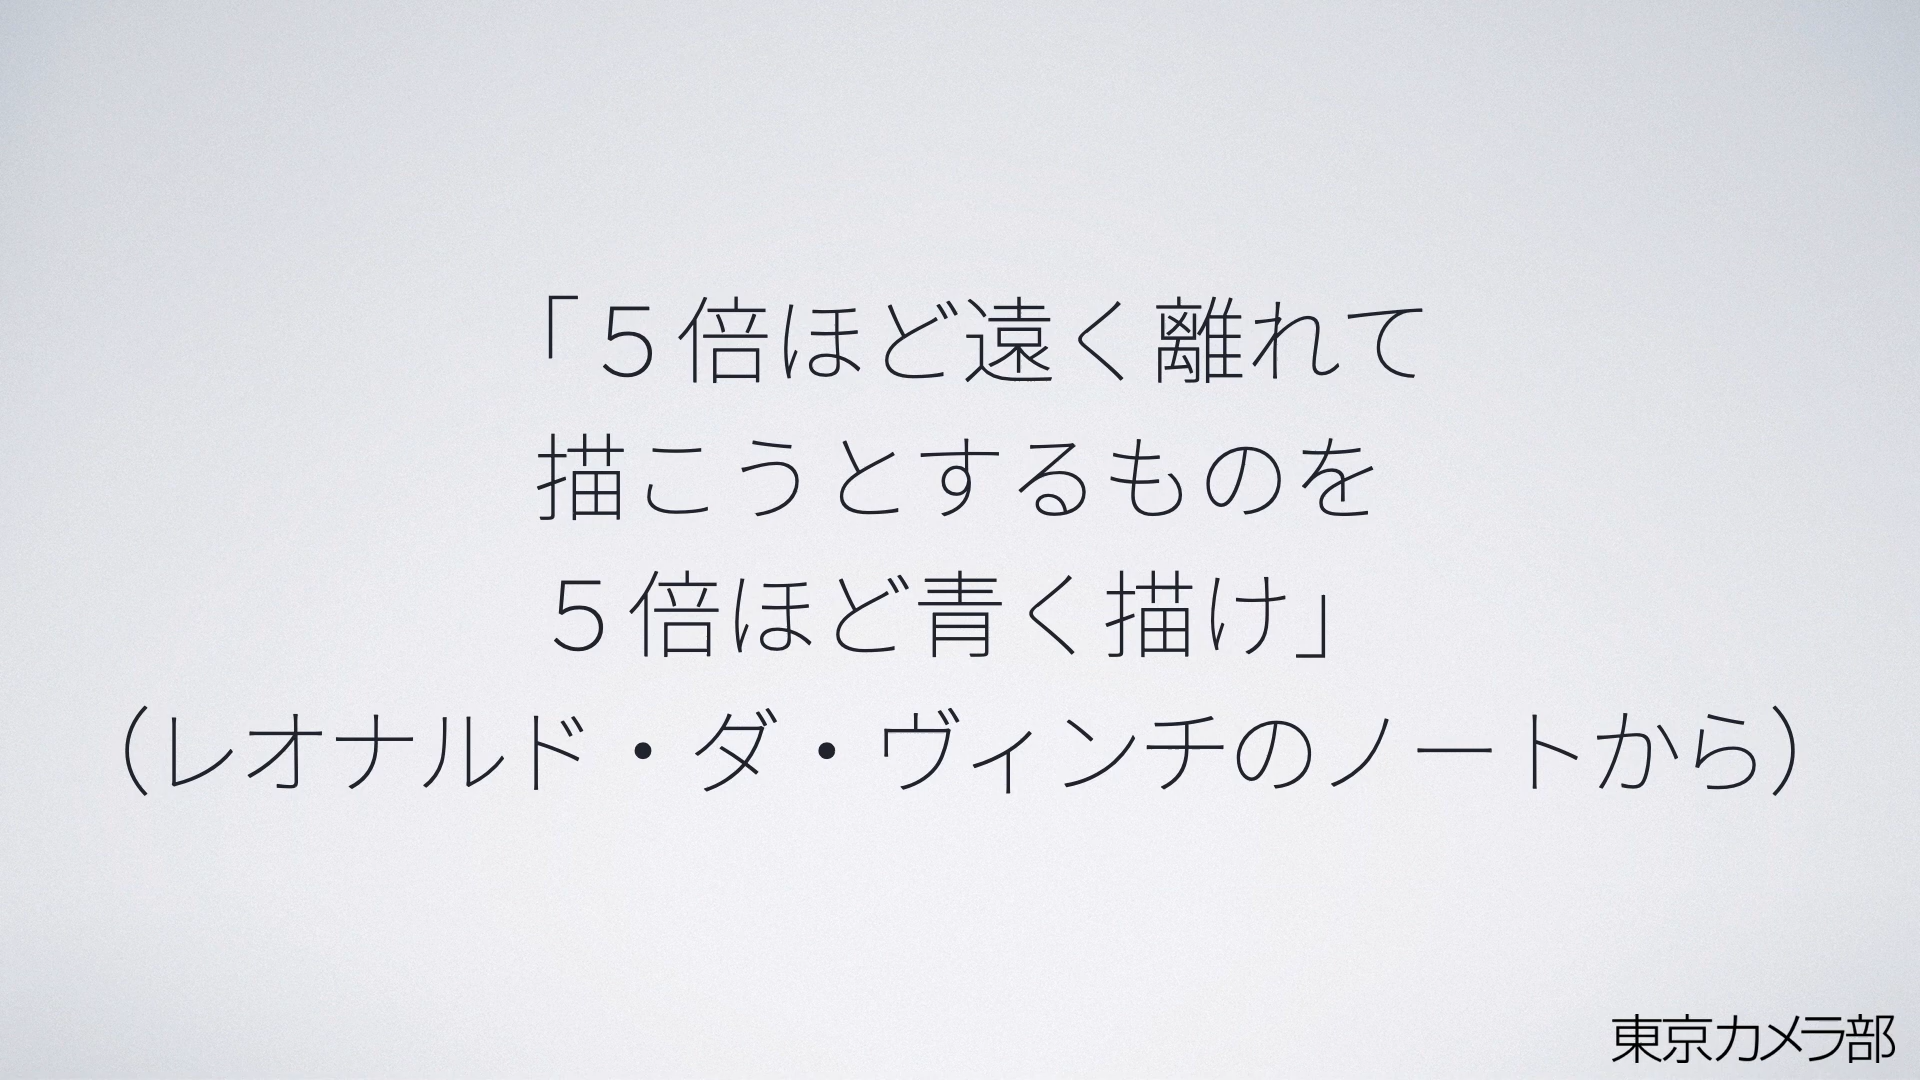 「５倍ほど遠く離れて
描こうとするものを
５倍ほど青く描け」
（レオナルド・ダ・ヴィンチのノートから）
東京カメラ部